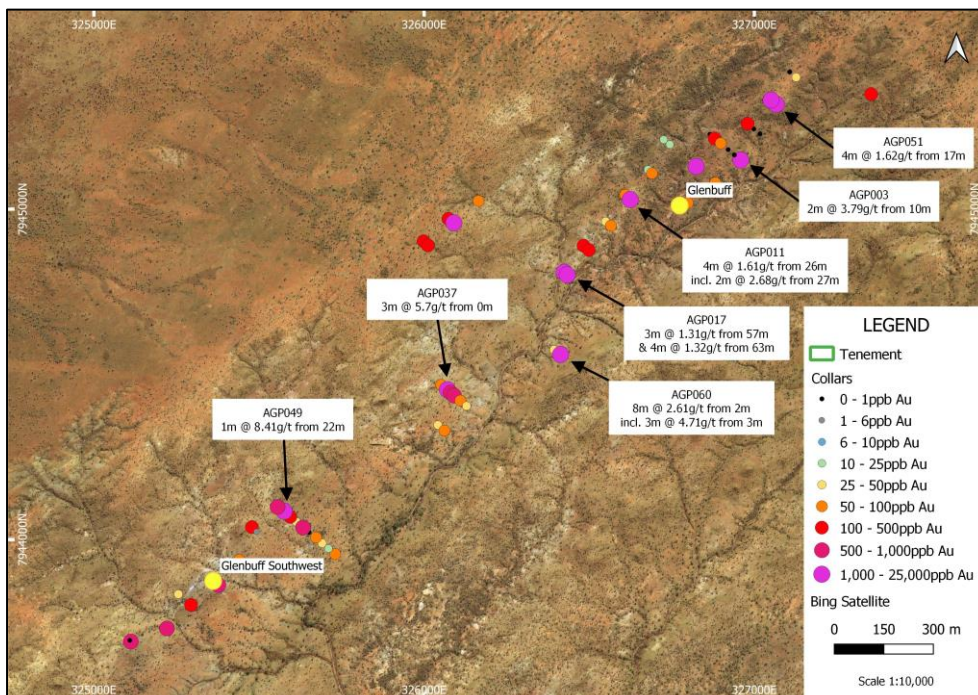 325000E
326000E
327000E
AGP051
4m @ 1.62g/t from 17m
AGP003
2m @ 3.79g/t from 10m
Glenbuff
7945000N
7945000N
AGP011
4m @ 1.61g/t from 26m
incl. 2m @ 2.68g/t from 27m
AGP037
3m @ 5.7g/t from 0m
AGP017
3m @ 1.31g/t from 57m
& 4m @ 1.32g/t from 63m
AGP060
8m @ 2.61g/t from 2m
incl. 3m @ 4.71g/t from 3m
AGP049
1m @ 8.41g/t from 22m
7944000N
Glenbuff Southwest
LEGEND
Tenement
Collars
0 - 1ppb Au
1 - 6ppb Au
6 - 10ppb Au
10 - 25ppb Au
25 - 50ppb Au
50 - 100ppb Au
100 - 500ppb Au
500 - 1,000ppb Au
1,000 - 25,000ppb Au
Bing Satellite
0 150 300 m
Scale 1:10,000
325000E
326000E
327000E